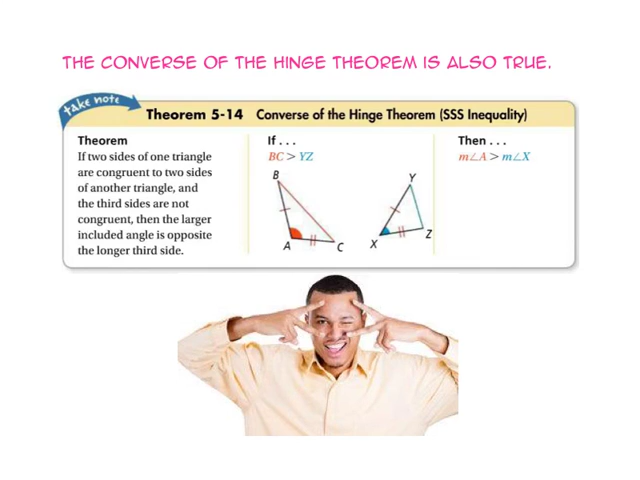 THE CONVERSE OF THE HINGE THEOREM IS ALSO TRUE.
take note
Theorem 5-14 Converse of the Hinge Theorem (SSS Inequality)
Theorem
If two sides of one triangle
are congruent to two sides
of another triangle, and
the third sides are not
congruent, then the larger
included angle is opposite
the longer third side.
If . . .
BC > YZ
B
A
C
Y
X
Z
Then . . .
m∠A > m∠X